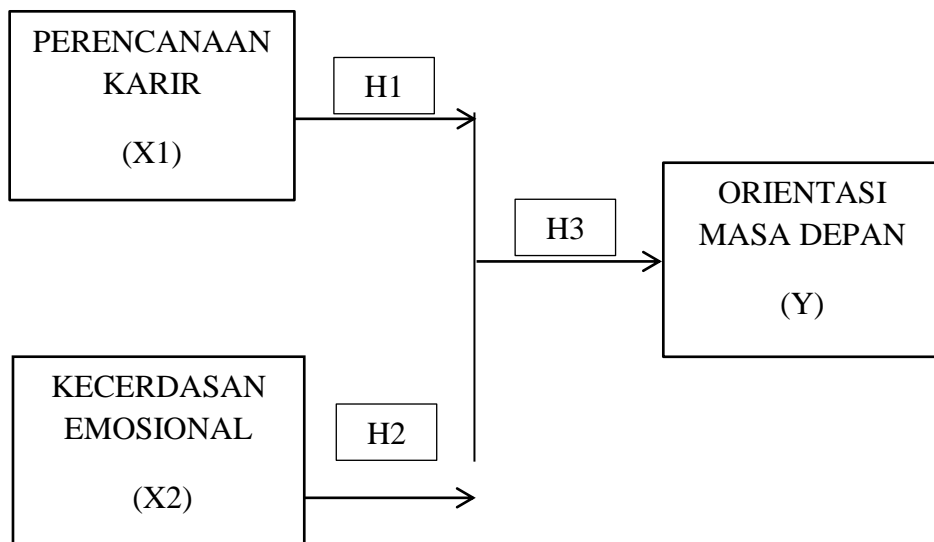 PERENCANAAN
KARIR
(X1)
H1
ORIENTASI
MASA DEPAN
(Y)
H3
KECERDASAN
EMOSIONAL
(X2)
H2